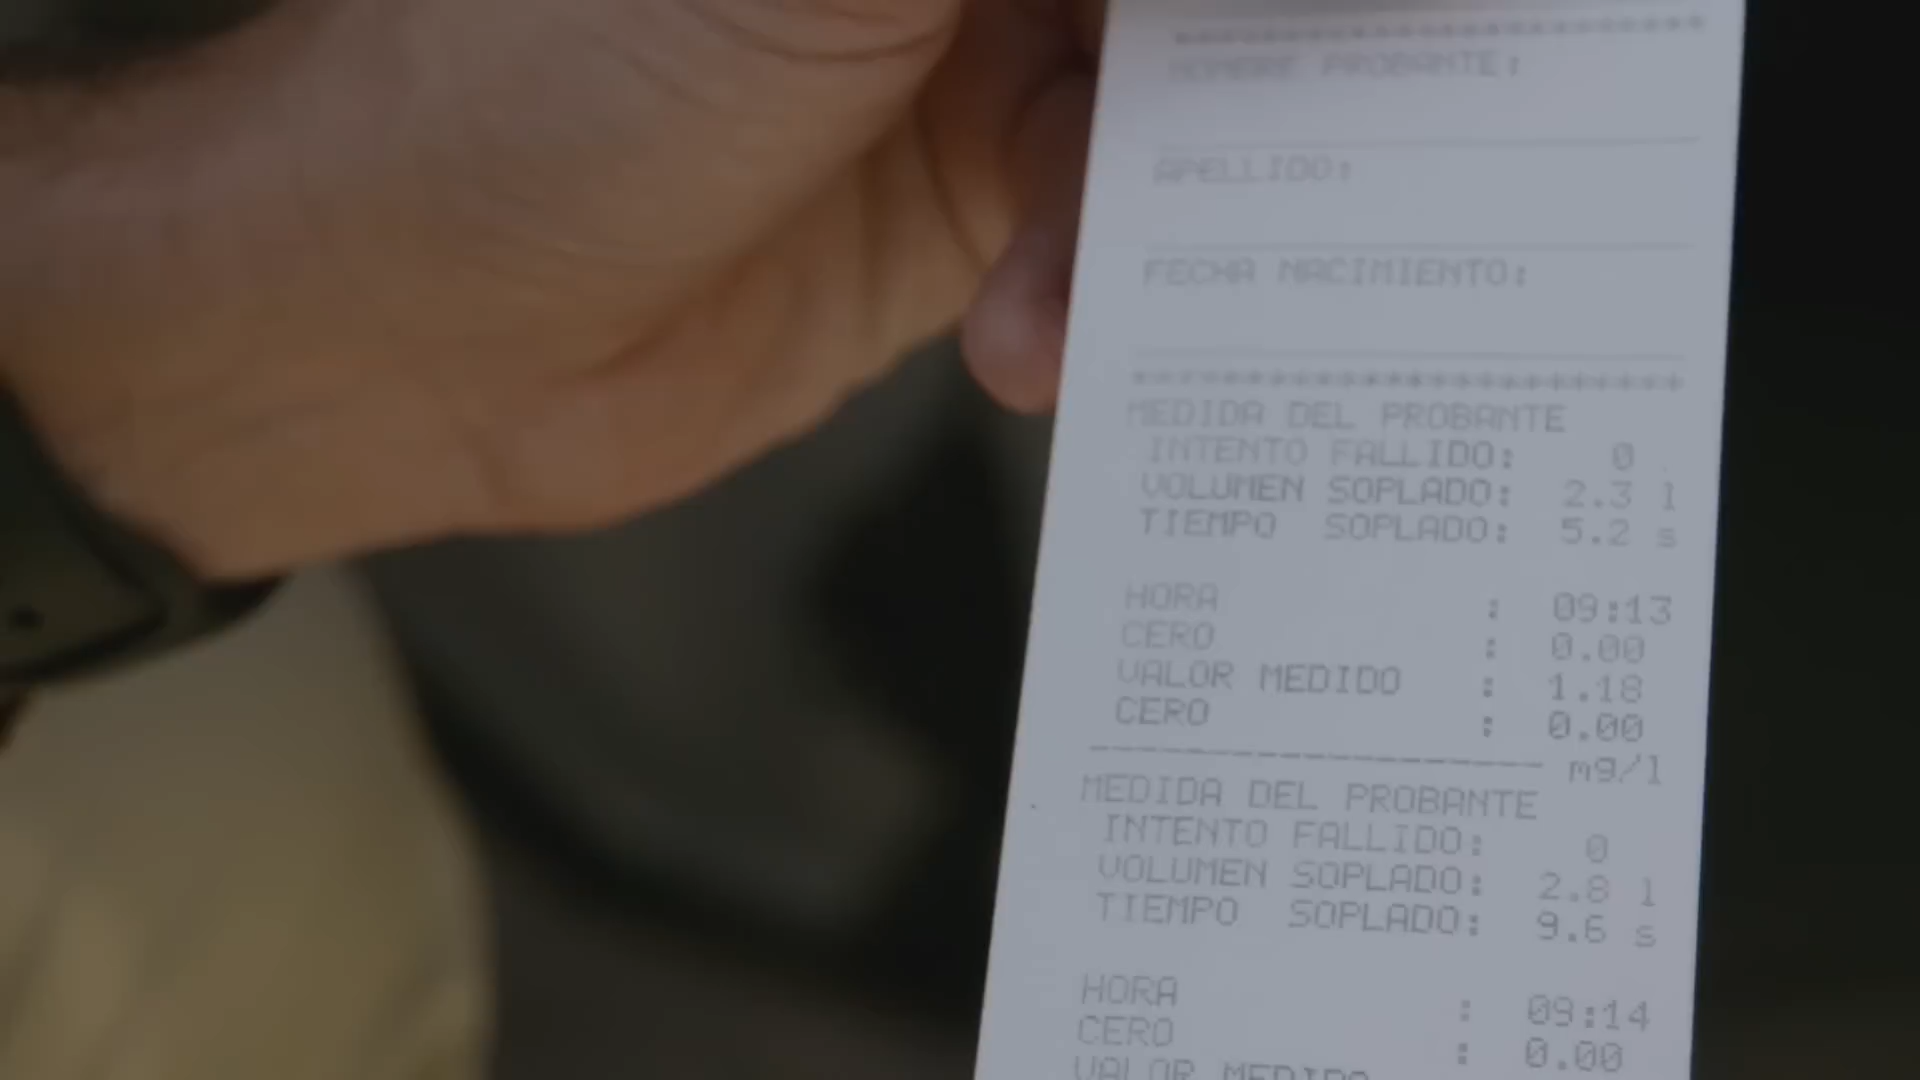 NOMBRE PROBANTE:
APELLIDO:
FECHA NACIMIENTO:
MEDIDA DEL PROBANTE
INTENTO FALLIDO: 0
VOLUMEN SOPLADO: 2.3 l
TIEMPO SOPLADO: 5.2 s
HORA : 09:13
CERO : 0.00
VALOR MEDIDO : 1.18
CERO : 0.00
mg/l
MEDIDA DEL PROBANTE
INTENTO FALLIDO: 0
VOLUMEN SOPLADO: 2.8 l
TIEMPO SOPLADO: 9.6 s
HORA : 09:14
CERO : 0.00
VALOR MEDIDO